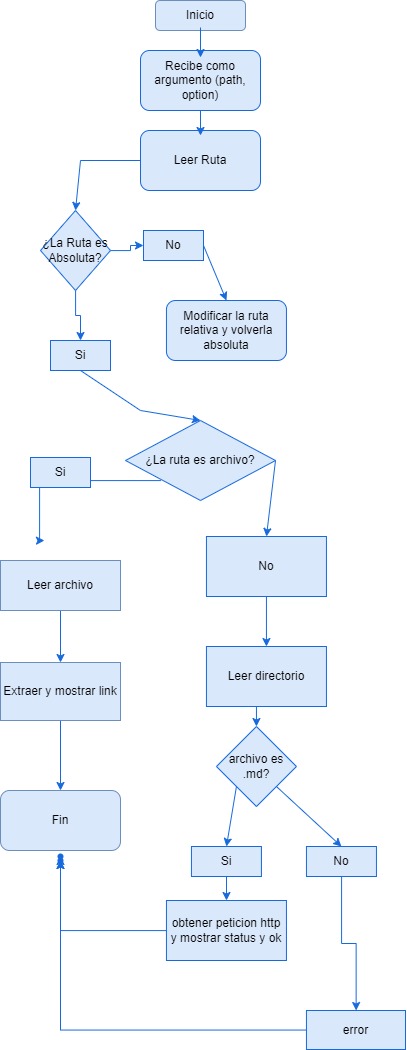 Inicio
Recibe como
argumento (path,
option)
Leer Ruta
¿La Ruta es
Absoluta?
No
Modificar la ruta
relativa y volverla
absoluta
Si
¿La ruta es archivo?
Si
No
Leer archivo
Leer directorio
Extraer y mostrar link
archivo es
.md?
Fin
Si
No
obtener peticion http
y mostrar status y ok
error